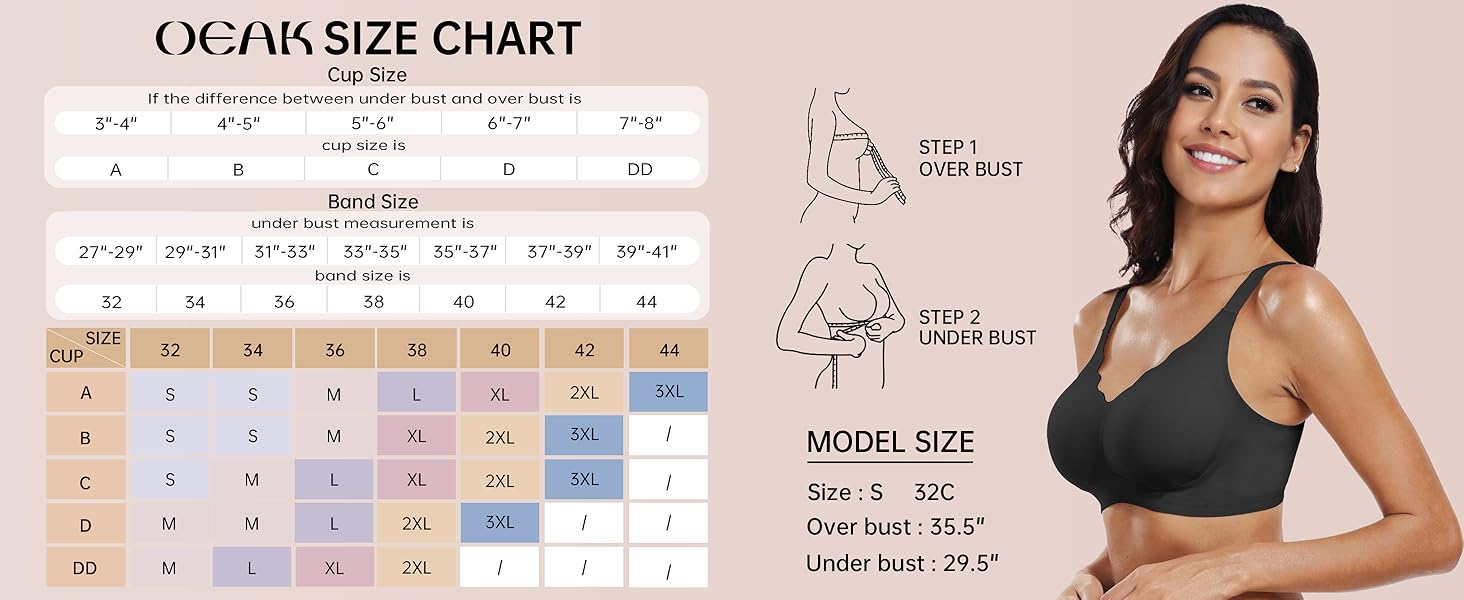 OEAK SIZE CHART
Cup Size
If the difference between under bust and over bust is
3"-4" 4"-5" 5"-6" 6"-7" 7"-8"
cup size is
A B C D DD
Band Size
under bust measurement is
27"-29" 29"-31" 31"-33" 33"-35" 35"-37" 37"-39" 39"-41"
band size is
32 34 36 38 40 42 44
SIZE
CUP 32 34 36 38 40 42 44
A S S M L XL 2XL 3XL
B S S M XL 2XL 3XL /
C S M L XL 2XL 3XL /
D M M L 2XL 3XL / /
DD M L XL 2XL / / /
STEP 1
OVER BUST
STEP 2
UNDER BUST
MODEL SIZE
Size : S 32C
Over bust : 35.5"
Under bust : 29.5"